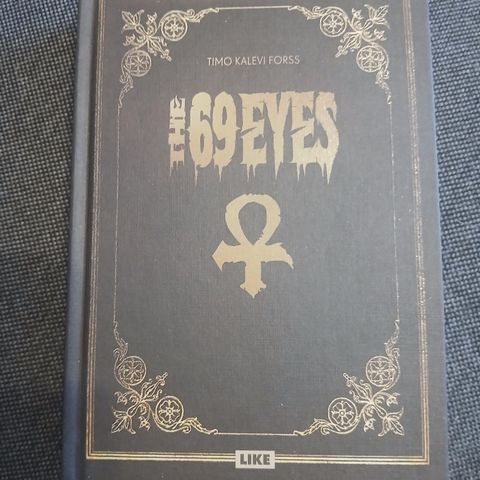 TIMO KALEVI FORSS
THE 69 EYES
LIKE